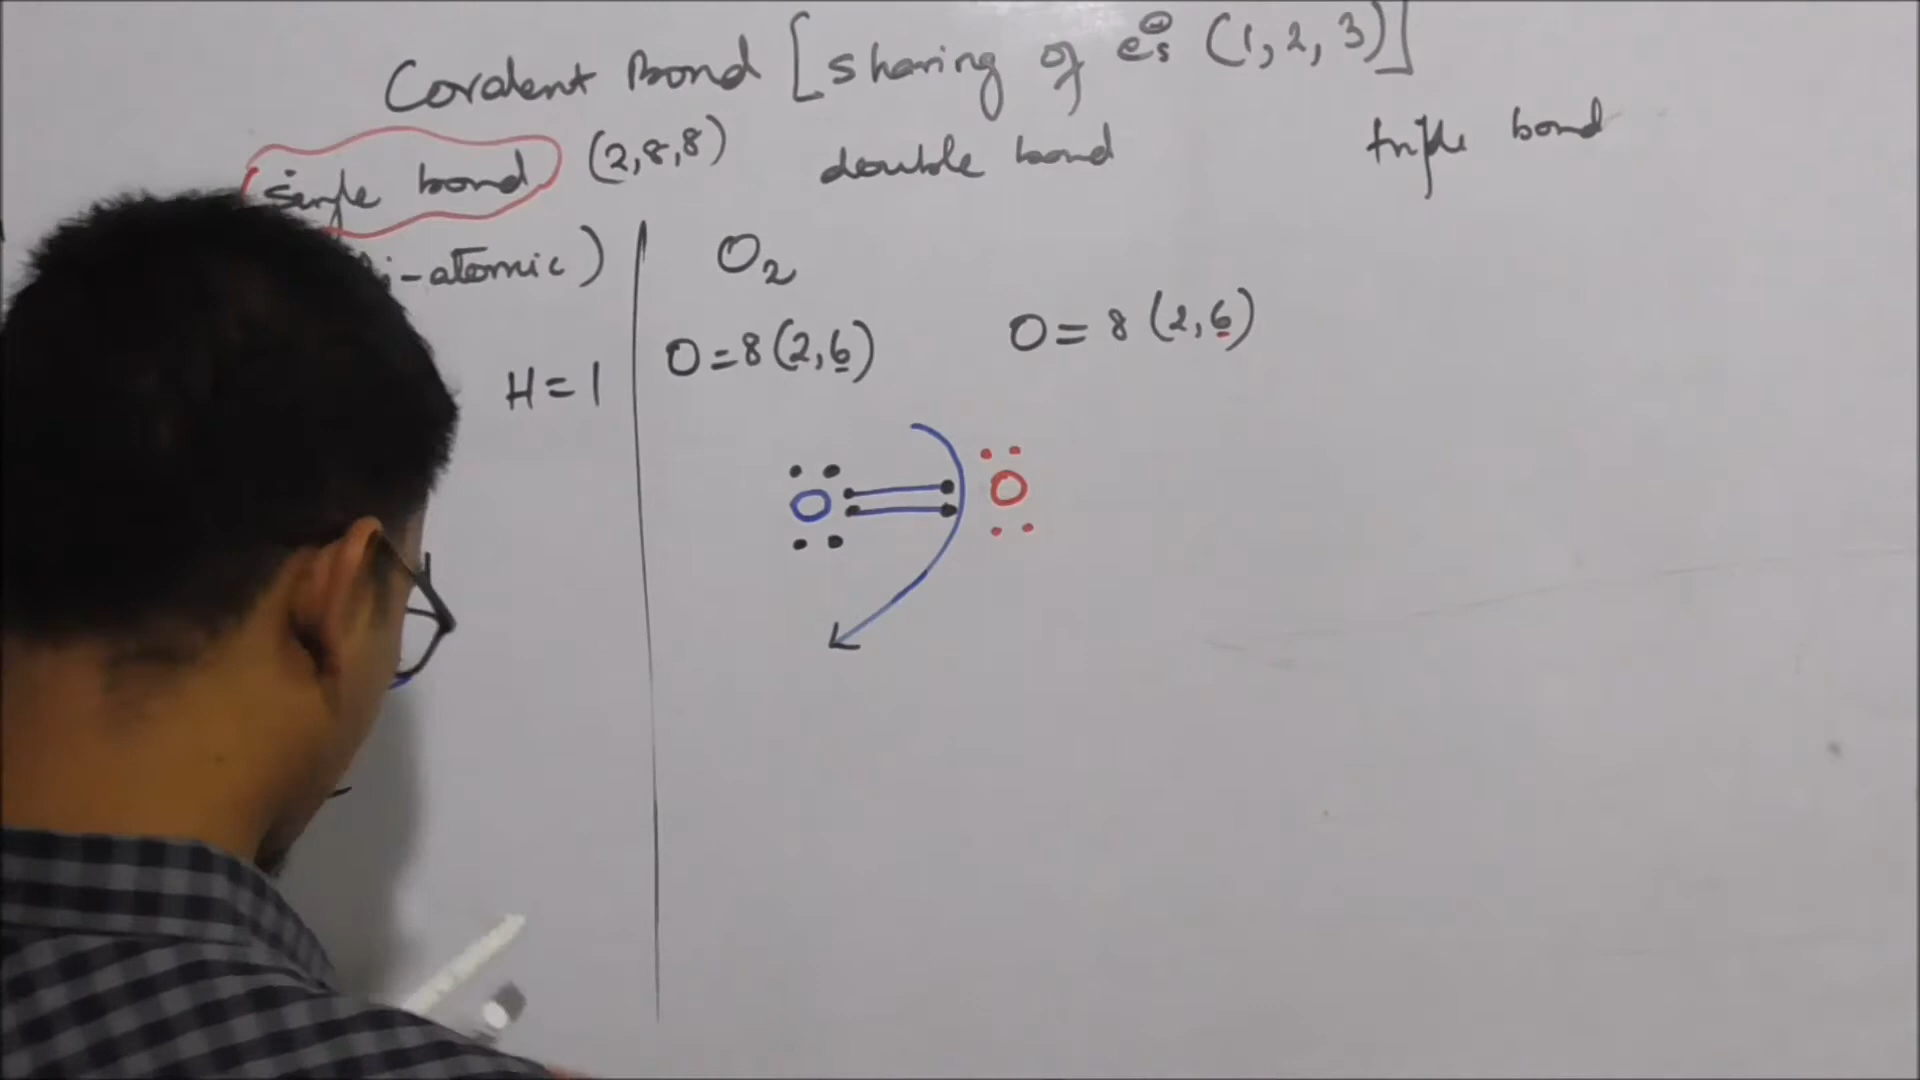 Covalent Bond [sharing of e⊖s (1, 2, 3)]
single bond (2,8,8) double bond triple bond
i-atomic) O2
H = 1 O=8(2,6) O = 8 (2,6)
O = O